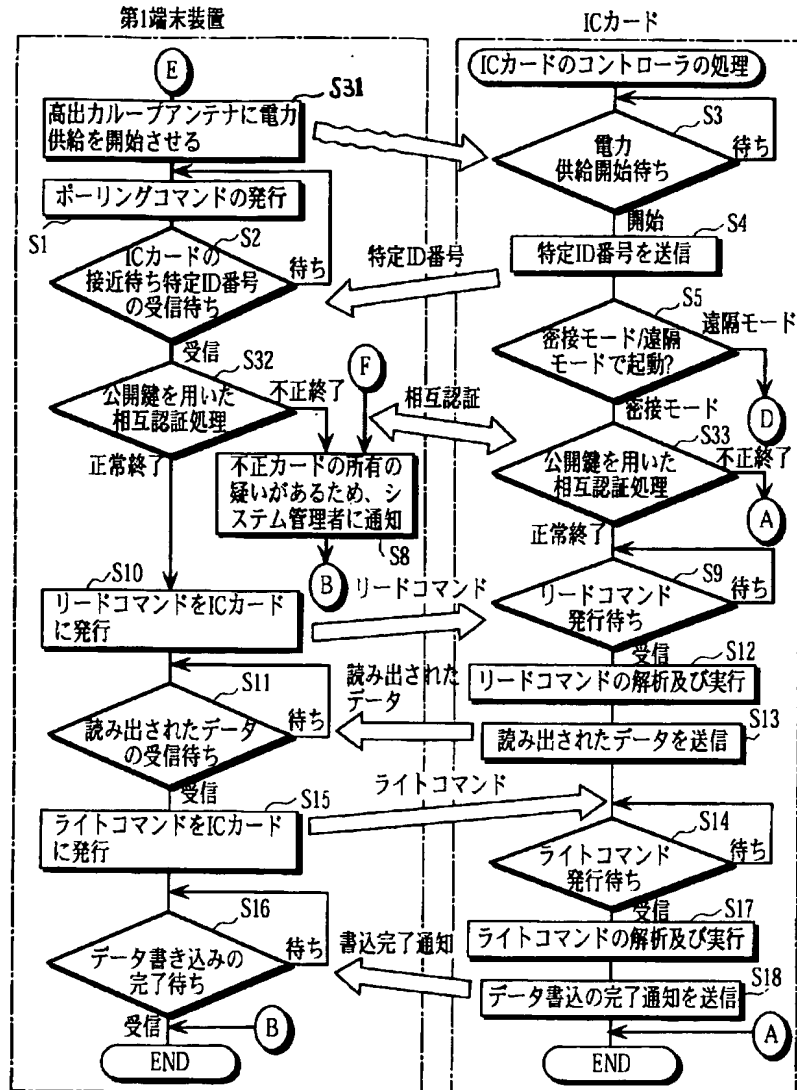 第1端末装置
E
S31
高出力ループアンテナに電力
供給を開始させる
ポーリングコマンドの発行
S1
S2
ICカードの
接近待ち特定ID番号
の受信待ち
待ち
受信
S32
公開鍵を用いた
相互認証処理
不正終了
F
正常終了
不正カードの所有の
疑いがあるため、シ
ステム管理者に通知
S8
B
S10
リードコマンドをICカード
に発行
S11
読み出されたデータ
の受信待ち
待ち
受信
S15
ライトコマンドをICカード
に発行
S16
データ書き込みの
完了待ち
待ち
受信
B
END
特定ID番号
相互認証
リードコマンド
読み出された
データ
ライトコマンド
書込完了通知
ICカード
ICカードのコントローラの処理
S3
電力
供給開始待ち
待ち
開始
S4
特定ID番号を送信
S5
密接モード/遠隔
モードで起動?
遠隔モード
D
密接モード
S33
公開鍵を用いた
相互認証処理
不正終了
A
正常終了
S9
リードコマンド
発行待ち
待ち
受信
S12
リードコマンドの解析及び実行
S13
読み出されたデータを送信
S14
ライトコマンド
発行待ち
待ち
受信
S17
ライトコマンドの解析及び実行
S18
データ書込の完了通知を送信
A
END